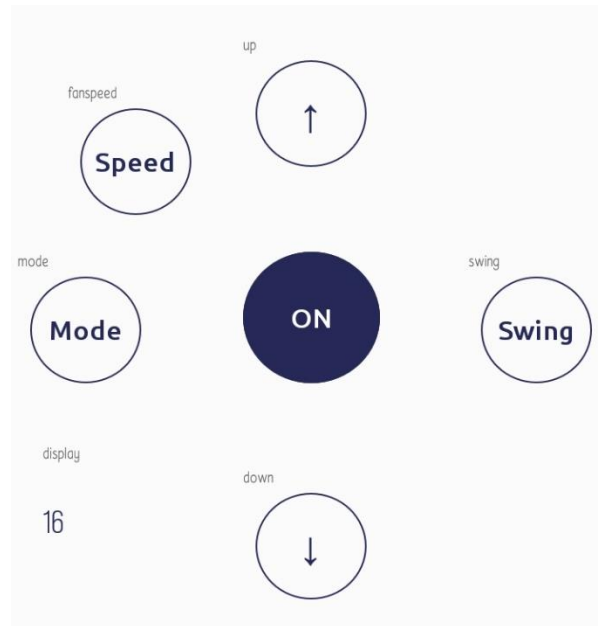 up
↑
fanspeed
Speed
mode
Mode
ON
swing
Swing
display
16
down
↓